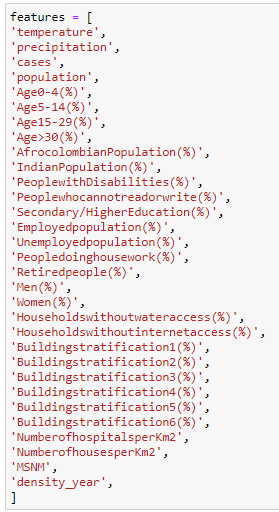 features = [
'temperature',
'precipitation',
'cases',
'population',
'Age0-4(%)',
'Age5-14(%)',
'Age15-29(%)',
'Age>30(%)',
'AfrocolombianPopulation(%)',
'IndianPopulation(%)',
'PeoplewithDisabilities(%)',
'Peoplewhocannotreadorwrite(%)',
'Secondary/HigherEducation(%)',
'Employedpopulation(%)',
'Unemployedpopulation(%)',
'Peopledoinghousework(%)',
'Retiredpeople(%)',
'Men(%)',
'Women(%)',
'Householdswithoutwateraccess(%)',
'Householdswithoutinternetaccess(%)',
'Buildingstratification1(%)',
'Buildingstratification2(%)',
'Buildingstratification3(%)',
'Buildingstratification4(%)',
'Buildingstratification5(%)',
'Buildingstratification6(%)',
'NumberofhospitalsperKm2',
'NumberofhousesperKm2',
'MSNM',
'density_year',
]